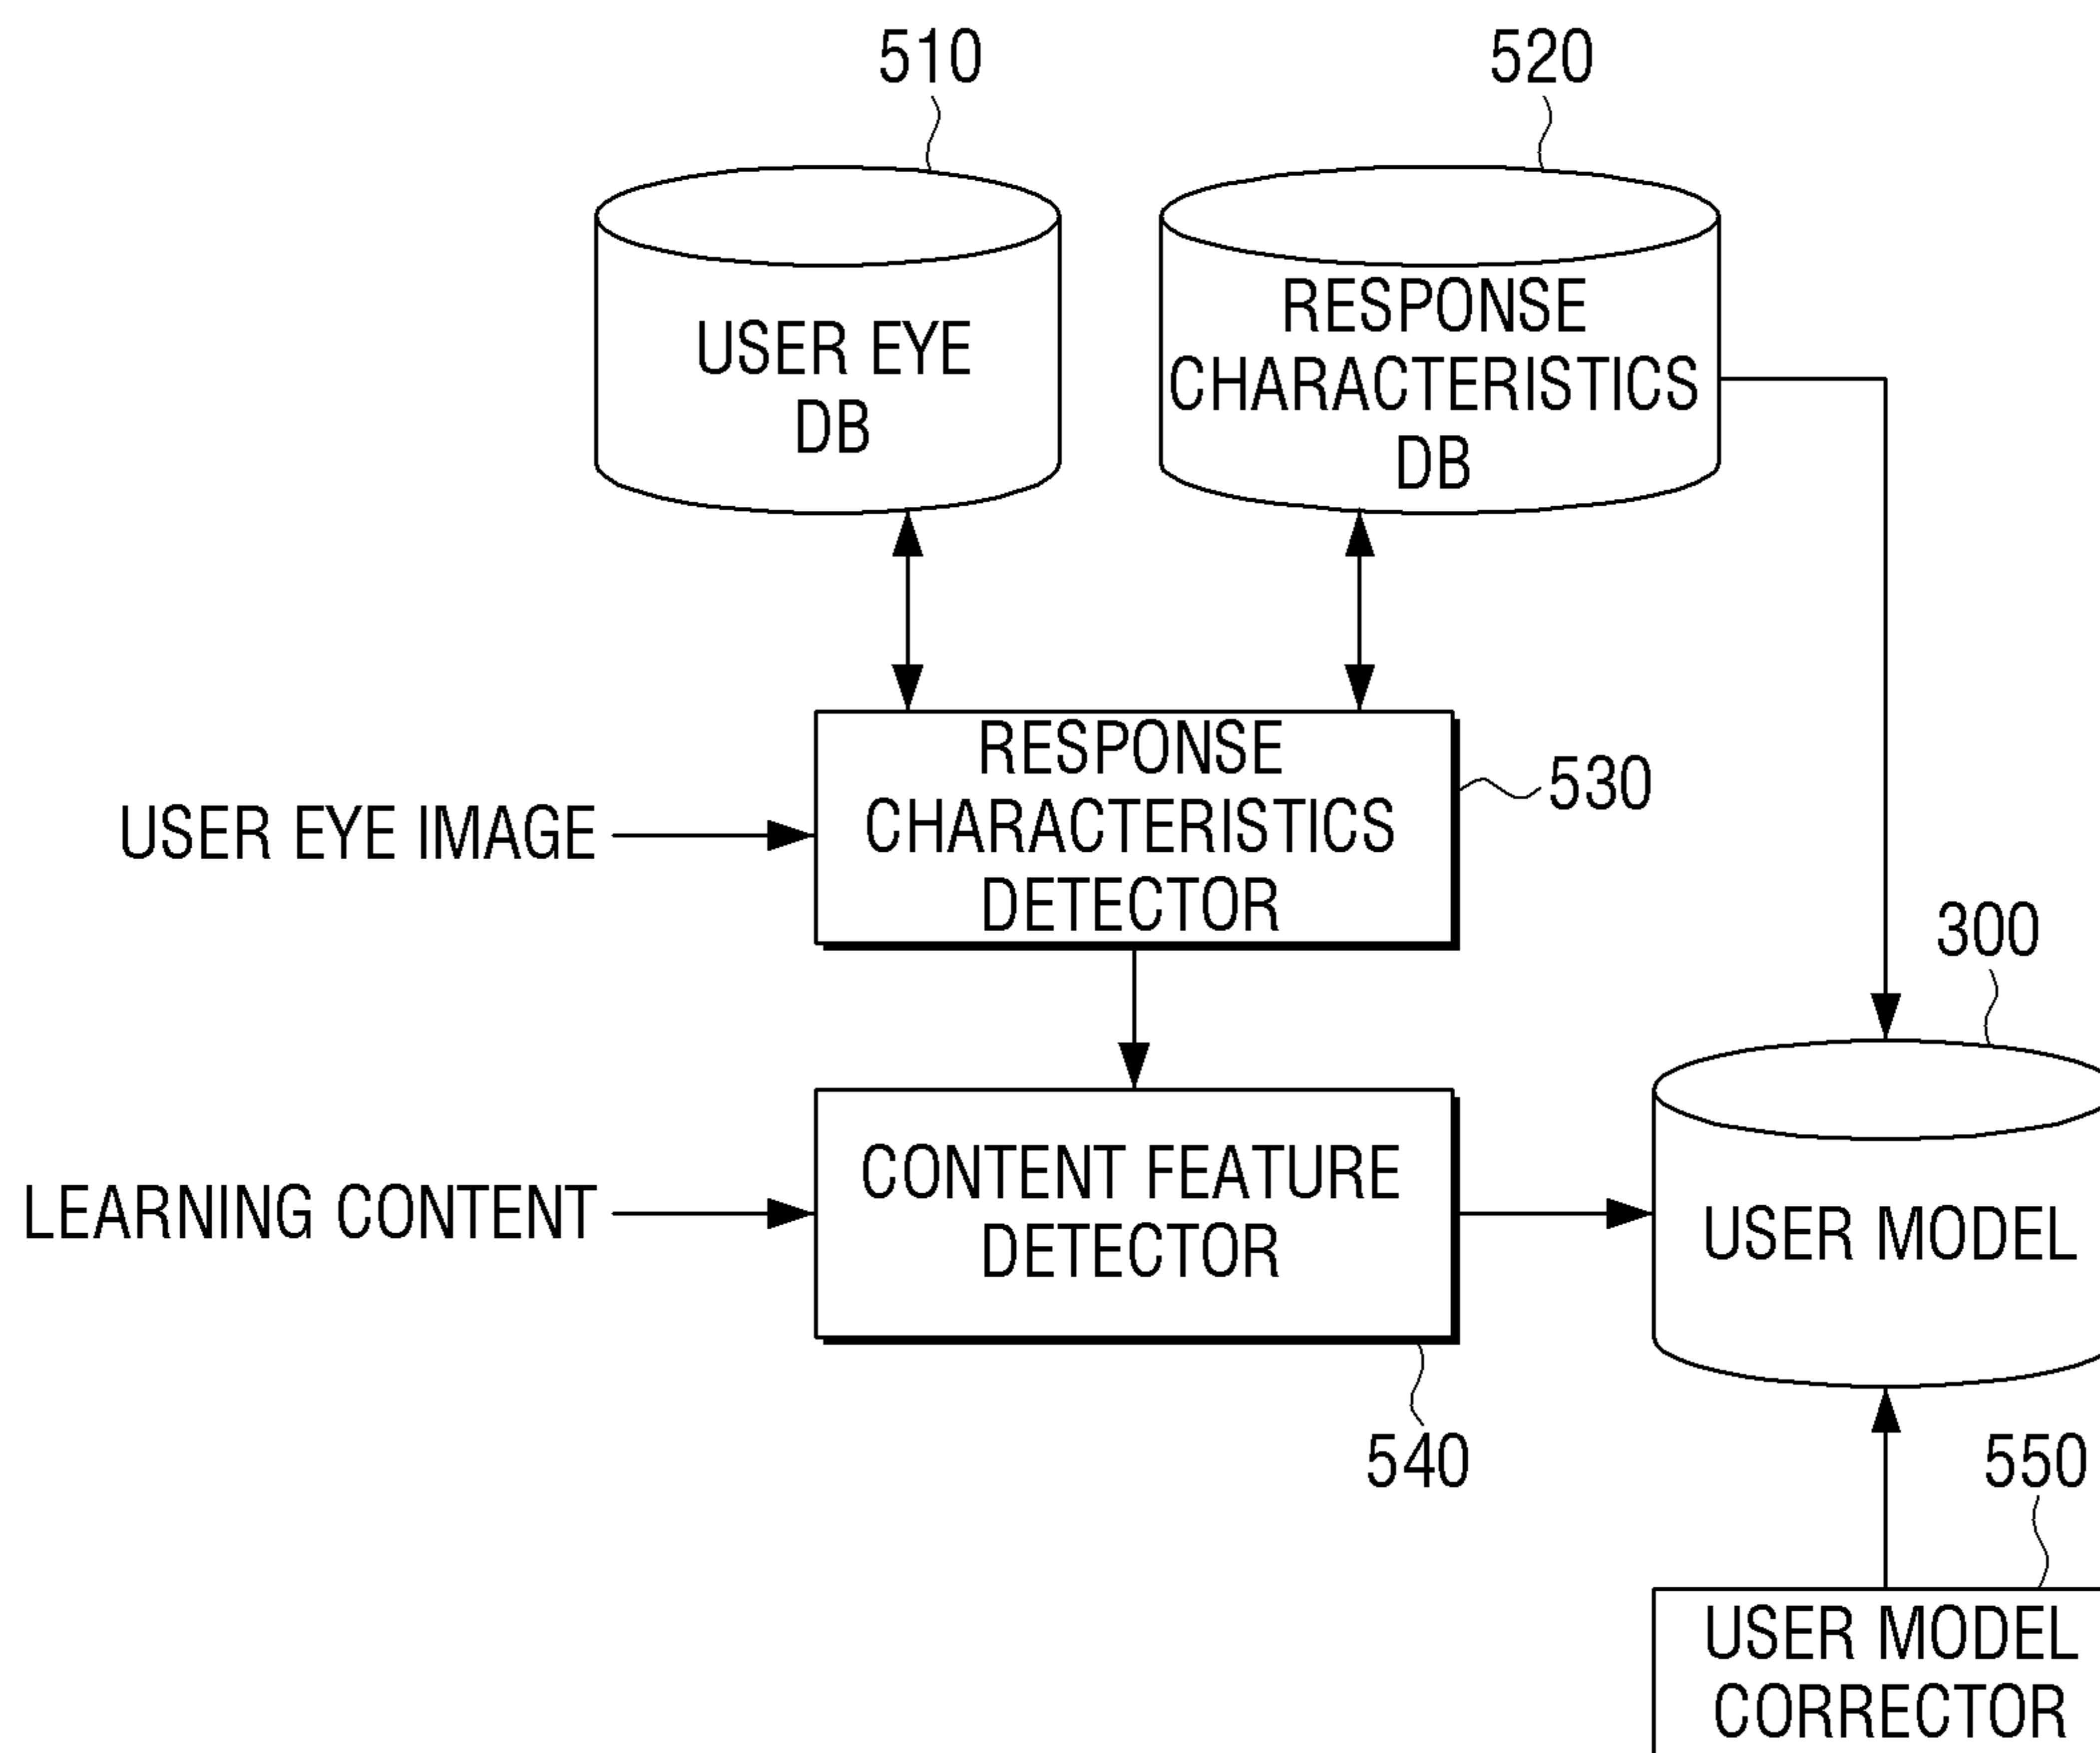 510
520
USER EYE
DB
RESPONSE
CHARACTERISTICS
DB
RESPONSE
CHARACTERISTICS
DETECTOR
530
USER EYE IMAGE
300
CONTENT FEATURE
DETECTOR
LEARNING CONTENT
USER MODEL
540
550
USER MODEL
CORRECTOR